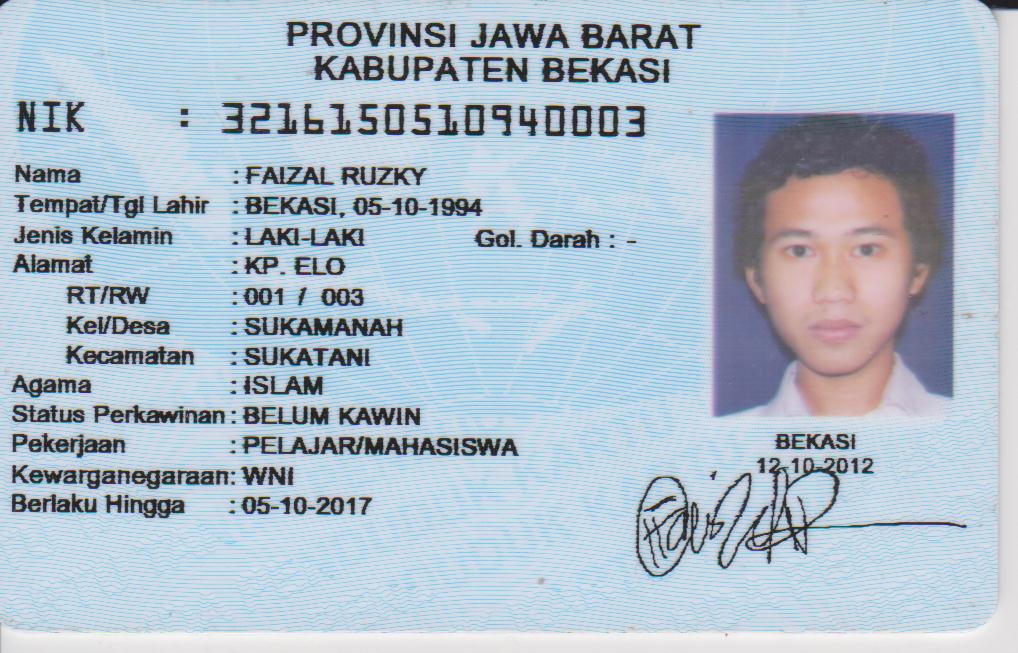 PROVINSI JAWA BARAT
KABUPATEN BEKASI
NIK : 3216150510940003
Nama : FAIZAL RUZKY
Tempat/Tgl Lahir : BEKASI, 05-10-1994
Jenis Kelamin : LAKI-LAKI Gol. Darah : -
Alamat : KP. ELO
RT/RW : 001 / 003
Kel/Desa : SUKAMANAH
Kecamatan : SUKATANI
Agama : ISLAM
Status Perkawinan : BELUM KAWIN
Pekerjaan : PELAJAR/MAHASISWA
Kewarganegaraan: WNI
Berlaku Hingga : 05-10-2017
BEKASI
12-10-2012